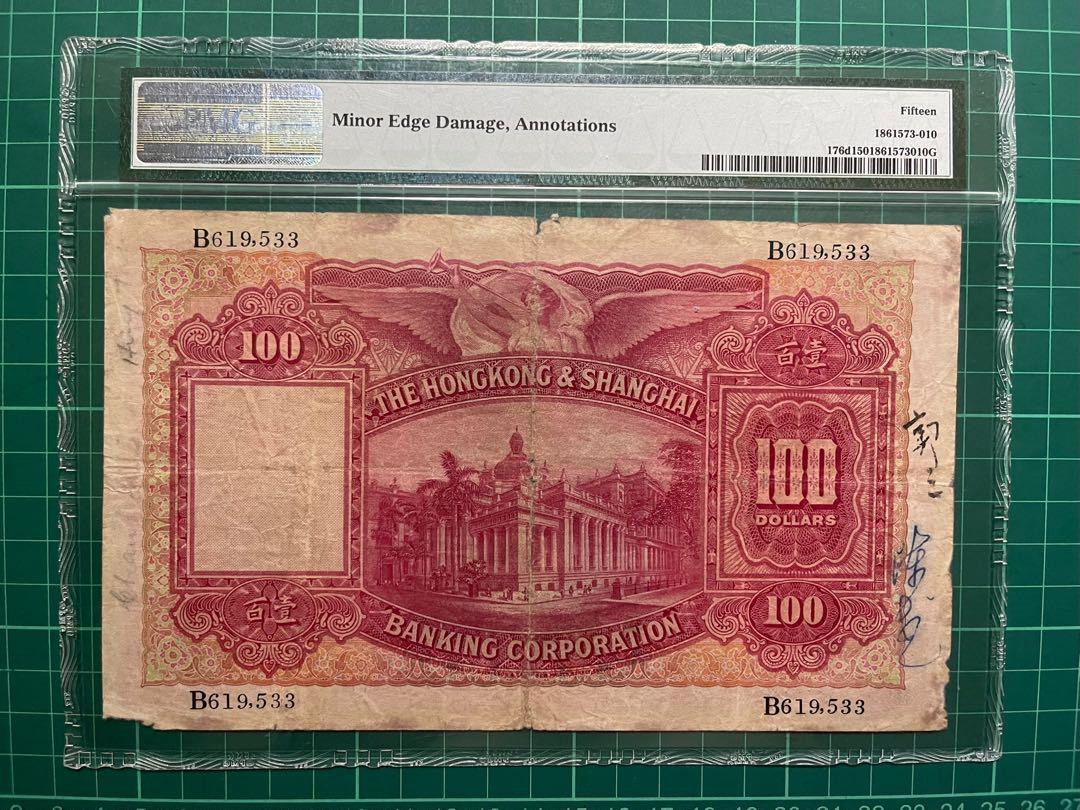 PMG
Minor Edge Damage, Annotations
Fifteen
1861573-010
176d1501861573010G
B619,533
B619,533
100
百壹
THE HONGKONG & SHANGHAI
100
DOLLARS
百壹
100
BANKING CORPORATION
B619,533
B619,533